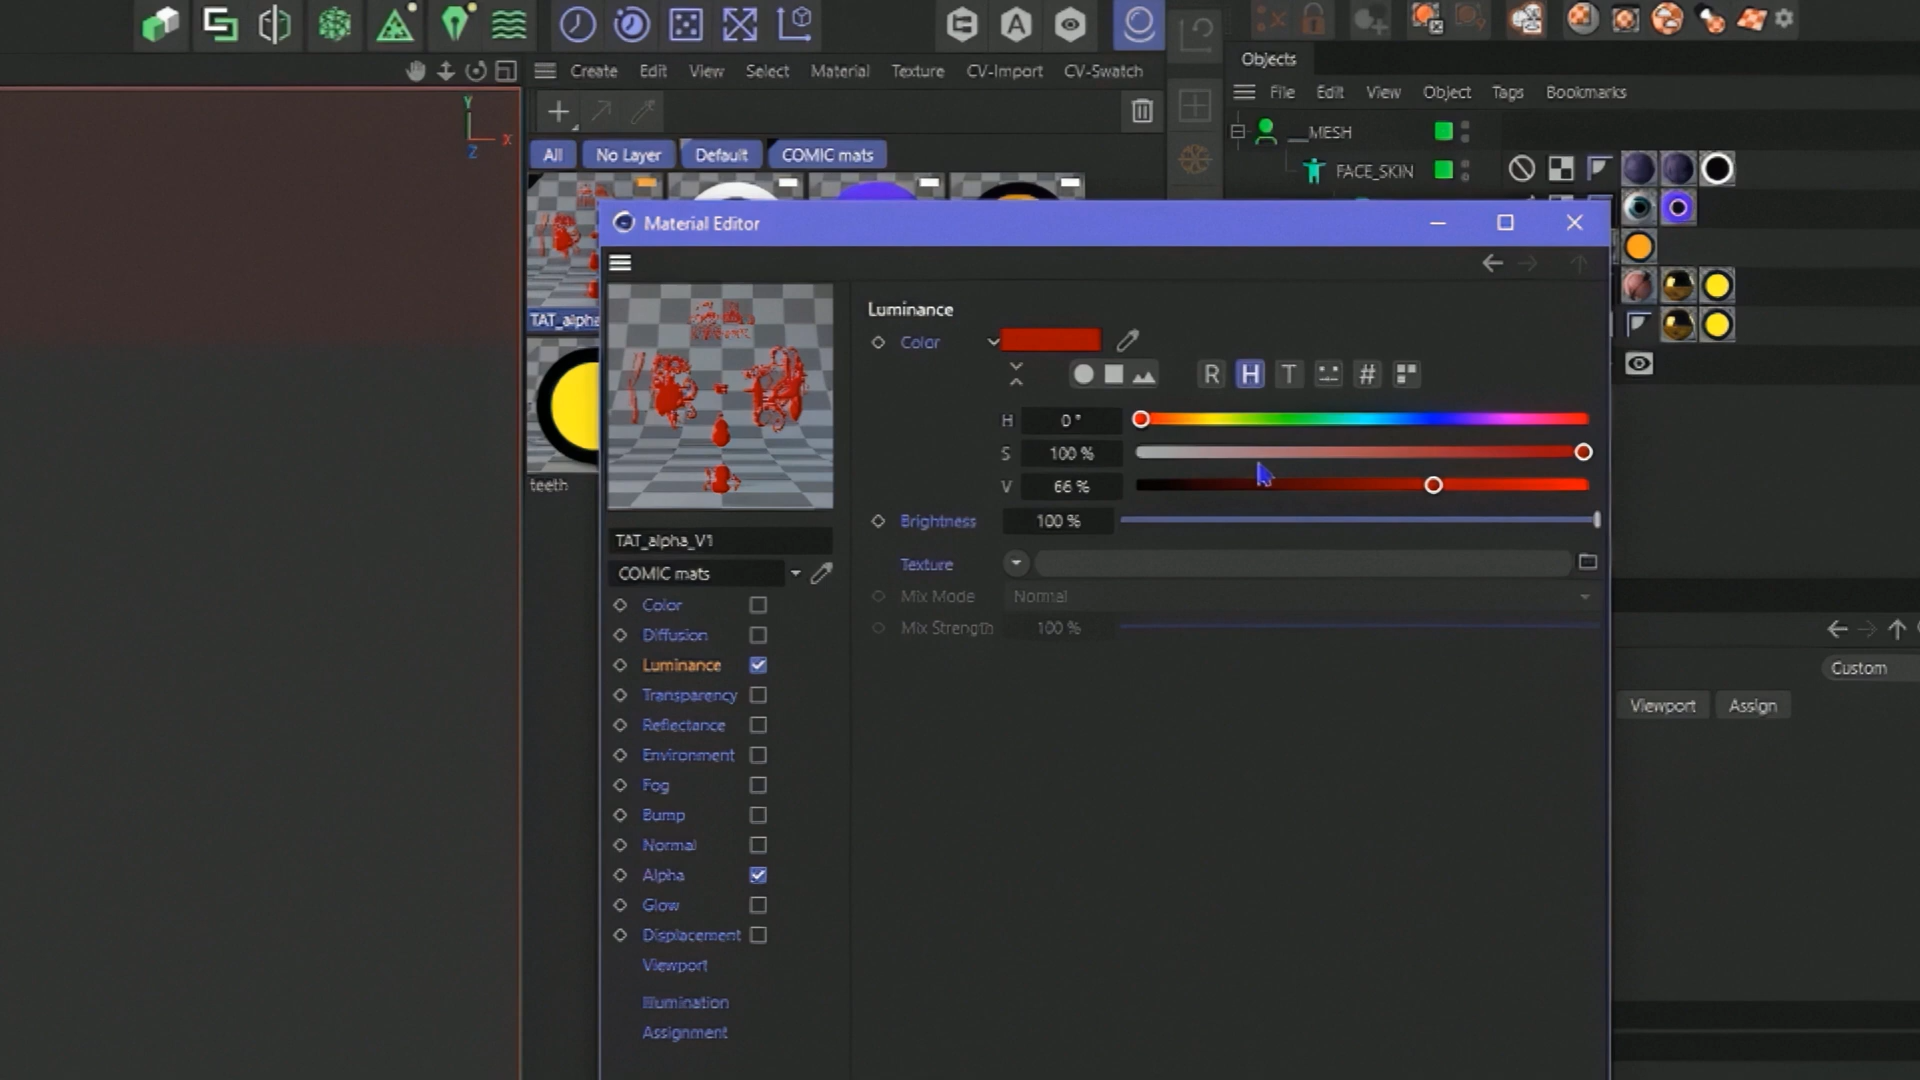 Create Edit View Select Material Texture CV-Import CV-Swatch
Objects
File Edit View Object Tags Bookmarks
Y
X
Z
All No Layer Default COMIC mats
__MESH
FACE_SKIN
TAT_alpha
teeth
Material Editor
Luminance
Color
R H T #
H 0 °
S 100 %
V 66 %
Brightness 100 %
Texture
Mix Mode Normal
Mix Strength 100 %
TAT_alpha_V1
COMIC mats
Color
Diffusion
Luminance
Transparency
Reflectance
Environment
Fog
Bump
Normal
Alpha
Glow
Displacement
Viewport
Illumination
Assignment
Custom
Viewport Assign